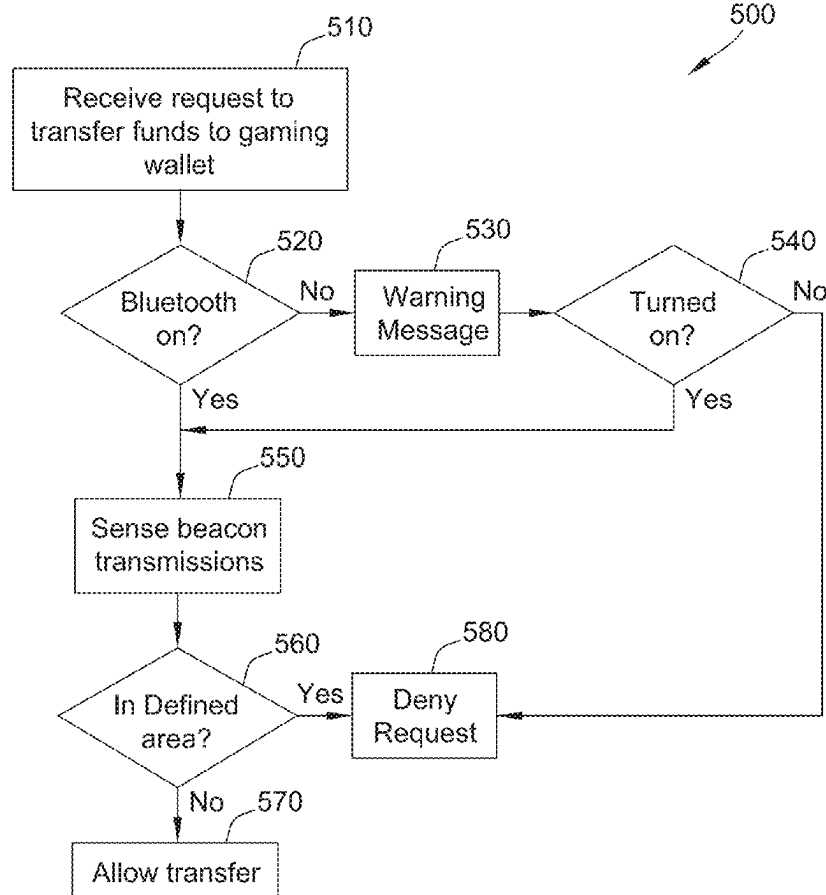 510
500
Receive request to
transfer funds to gaming
wallet
520
530
540
Bluetooth
on?
No
Warning
Message
Turned
on?
No
Yes
Yes
550
Sense beacon
transmissions
560
580
In Defined
area?
Yes
Deny
Request
No
570
Allow transfer